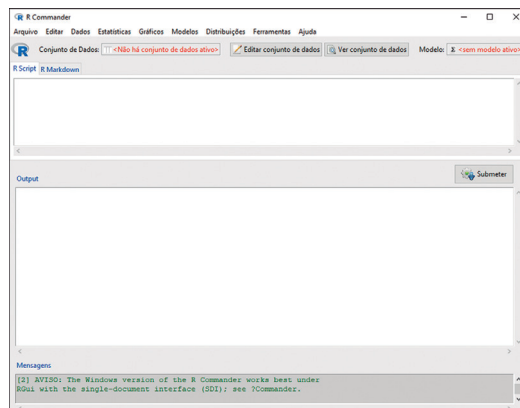 R Commander
Arquivo Editar Dados Estatísticas Gráficos Modelos Distribuições Ferramentas Ajuda
R Conjunto de Dados: <Não há conjunto de dados ativo> Editar conjunto de dados Ver conjunto de dados Modelo: Σ <sem modelo ativo>
R Script R Markdown
Output Submeter
Mensagens
[2] AVISO: The Windows version of the R Commander works best under
RGui with the single-document interface (SDI); see ?Commander.